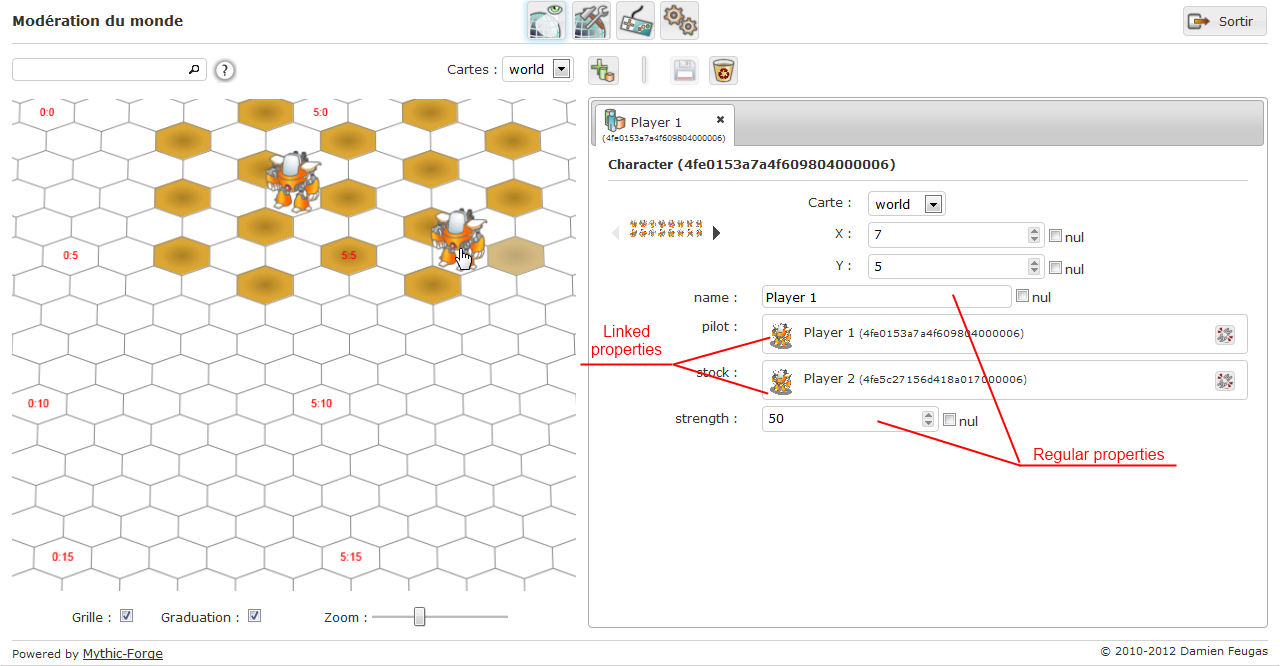 Modération du monde
Sortir
?
Cartes : world
0:0
5:0
0:5
5:5
0:10
5:10
0:15
5:15
Grille :
Graduation :
Zoom :
Player 1
(4fe0153a7a4f609804000006)
Character (4fe0153a7a4f609804000006)
Carte : world
X : 7 nul
Y : 5 nul
name : Player 1 nul
pilot : Player 1 (4fe0153a7a4f609804000006)
stock : Player 2 (4fe5c27156d418a017000006)
strength : 50 nul
Linked
properties
Regular properties
Powered by Mythic-Forge
© 2010-2012 Damien Feugas